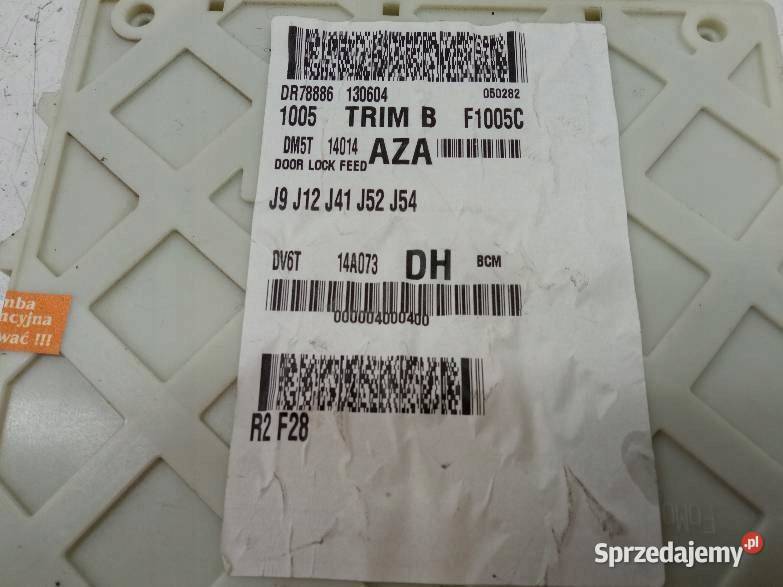 DR78886 130604 050282
1005 TRIM B F1005C
DM5T 14014 AZA
DOOR LOCK FEED
J9 J12 J41 J52 J54
DV6T 14A073 DH BCM
000004000400
R2 F28
!!!
Sprzedajemy.pl